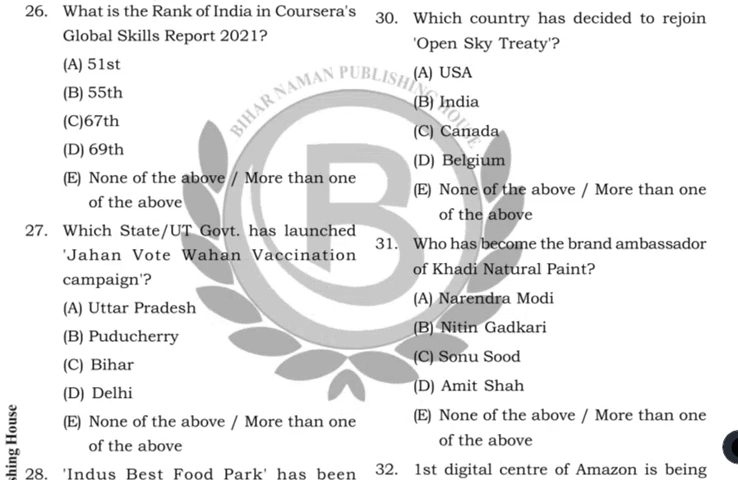 26. What is the Rank of India in Coursera's
Global Skills Report 2021?
(A) 51st
(B) 55th
(C)67th
(D) 69th
(E) None of the above / More than one
of the above
27. Which State/UT Govt. has launched
'Jahan Vote Wahan Vaccination
campaign'?
(A) Uttar Pradesh
(B) Puducherry
(C) Bihar
(D) Delhi
(E) None of the above / More than one
of the above
28. 'Indus Best Food Park' has been
30. Which country has decided to rejoin
'Open Sky Treaty'?
(A) USA
(B) India
(C) Canada
(D) Belgium
(E) None of the above / More than one
of the above
31. Who has become the brand ambassador
of Khadi Natural Paint?
(A) Narendra Modi
(B) Nitin Gadkari
(C) Sonu Sood
(D) Amit Shah
(E) None of the above / More than one
of the above
32. 1st digital centre of Amazon is being
BIHAR NAMAN PUBLISHING HOUSE
B
House